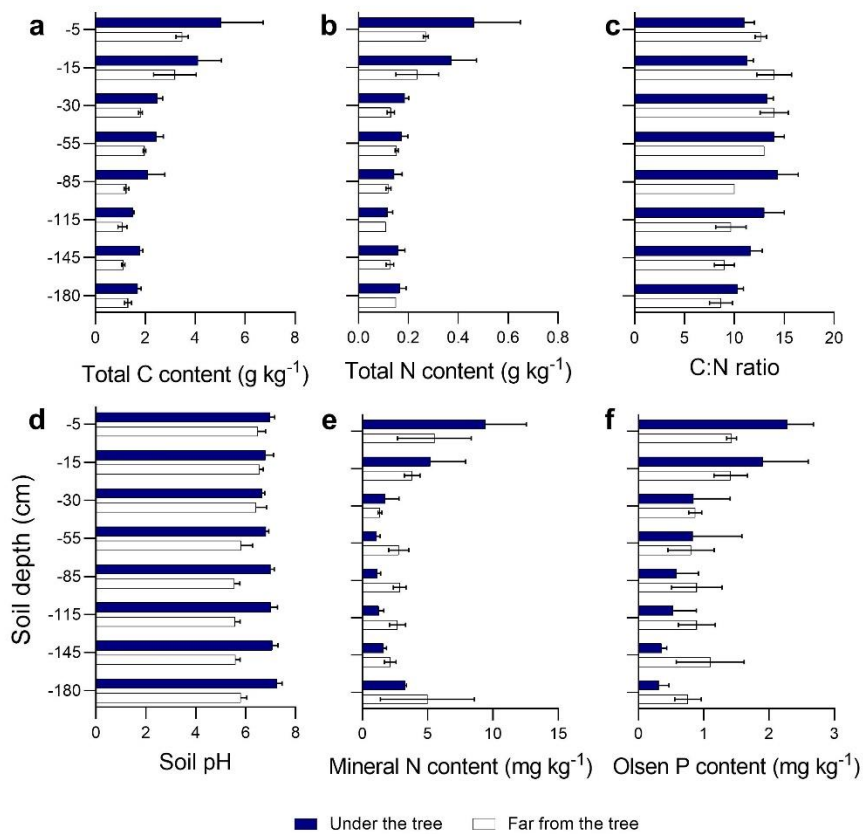 a
-5
-15
-30
-55
-85
-115
-145
-180
0 2 4 6 8
Total C content (g kg⁻¹)
b
0.0 0.2 0.4 0.6 0.8
Total N content (g kg⁻¹)
c
0 5 10 15 20
C:N ratio
Soil depth (cm)
d
-5
-15
-30
-55
-85
-115
-145
-180
0 2 4 6 8
Soil pH
e
0 5 10 15
Mineral N content (mg kg⁻¹)
f
0 1 2 3
Olsen P content (mg kg⁻¹)
Under the tree Far from the tree